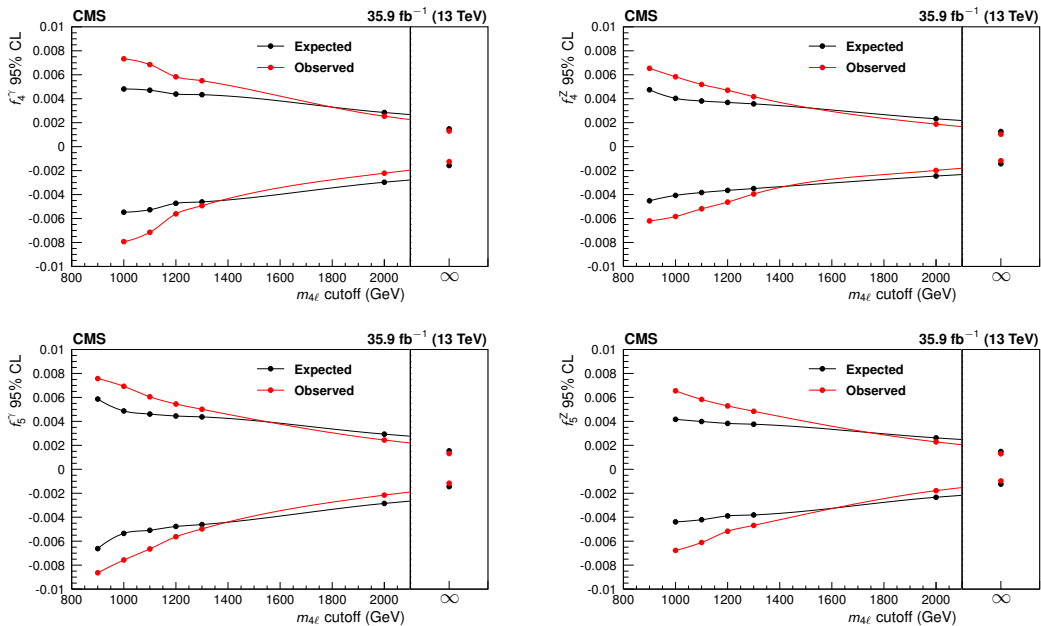 CMS 35.9 fb⁻¹ (13 TeV)
f₄^γ 95% CL
0.01
0.008
0.006
0.004
0.002
0
-0.002
-0.004
-0.006
-0.008
-0.01
Expected
Observed
800 1000 1200 1400 1600 1800 2000 ∞
m4ℓ cutoff (GeV)
CMS 35.9 fb⁻¹ (13 TeV)
f₄^Z 95% CL
0.01
0.008
0.006
0.004
0.002
0
-0.002
-0.004
-0.006
-0.008
-0.01
Expected
Observed
800 1000 1200 1400 1600 1800 2000 ∞
m4ℓ cutoff (GeV)
CMS 35.9 fb⁻¹ (13 TeV)
f₅^γ 95% CL
0.01
0.008
0.006
0.004
0.002
0
-0.002
-0.004
-0.006
-0.008
-0.01
Expected
Observed
800 1000 1200 1400 1600 1800 2000 ∞
m4ℓ cutoff (GeV)
CMS 35.9 fb⁻¹ (13 TeV)
f₅^Z 95% CL
0.01
0.008
0.006
0.004
0.002
0
-0.002
-0.004
-0.006
-0.008
-0.01
Expected
Observed
800 1000 1200 1400 1600 1800 2000 ∞
m4ℓ cutoff (GeV)